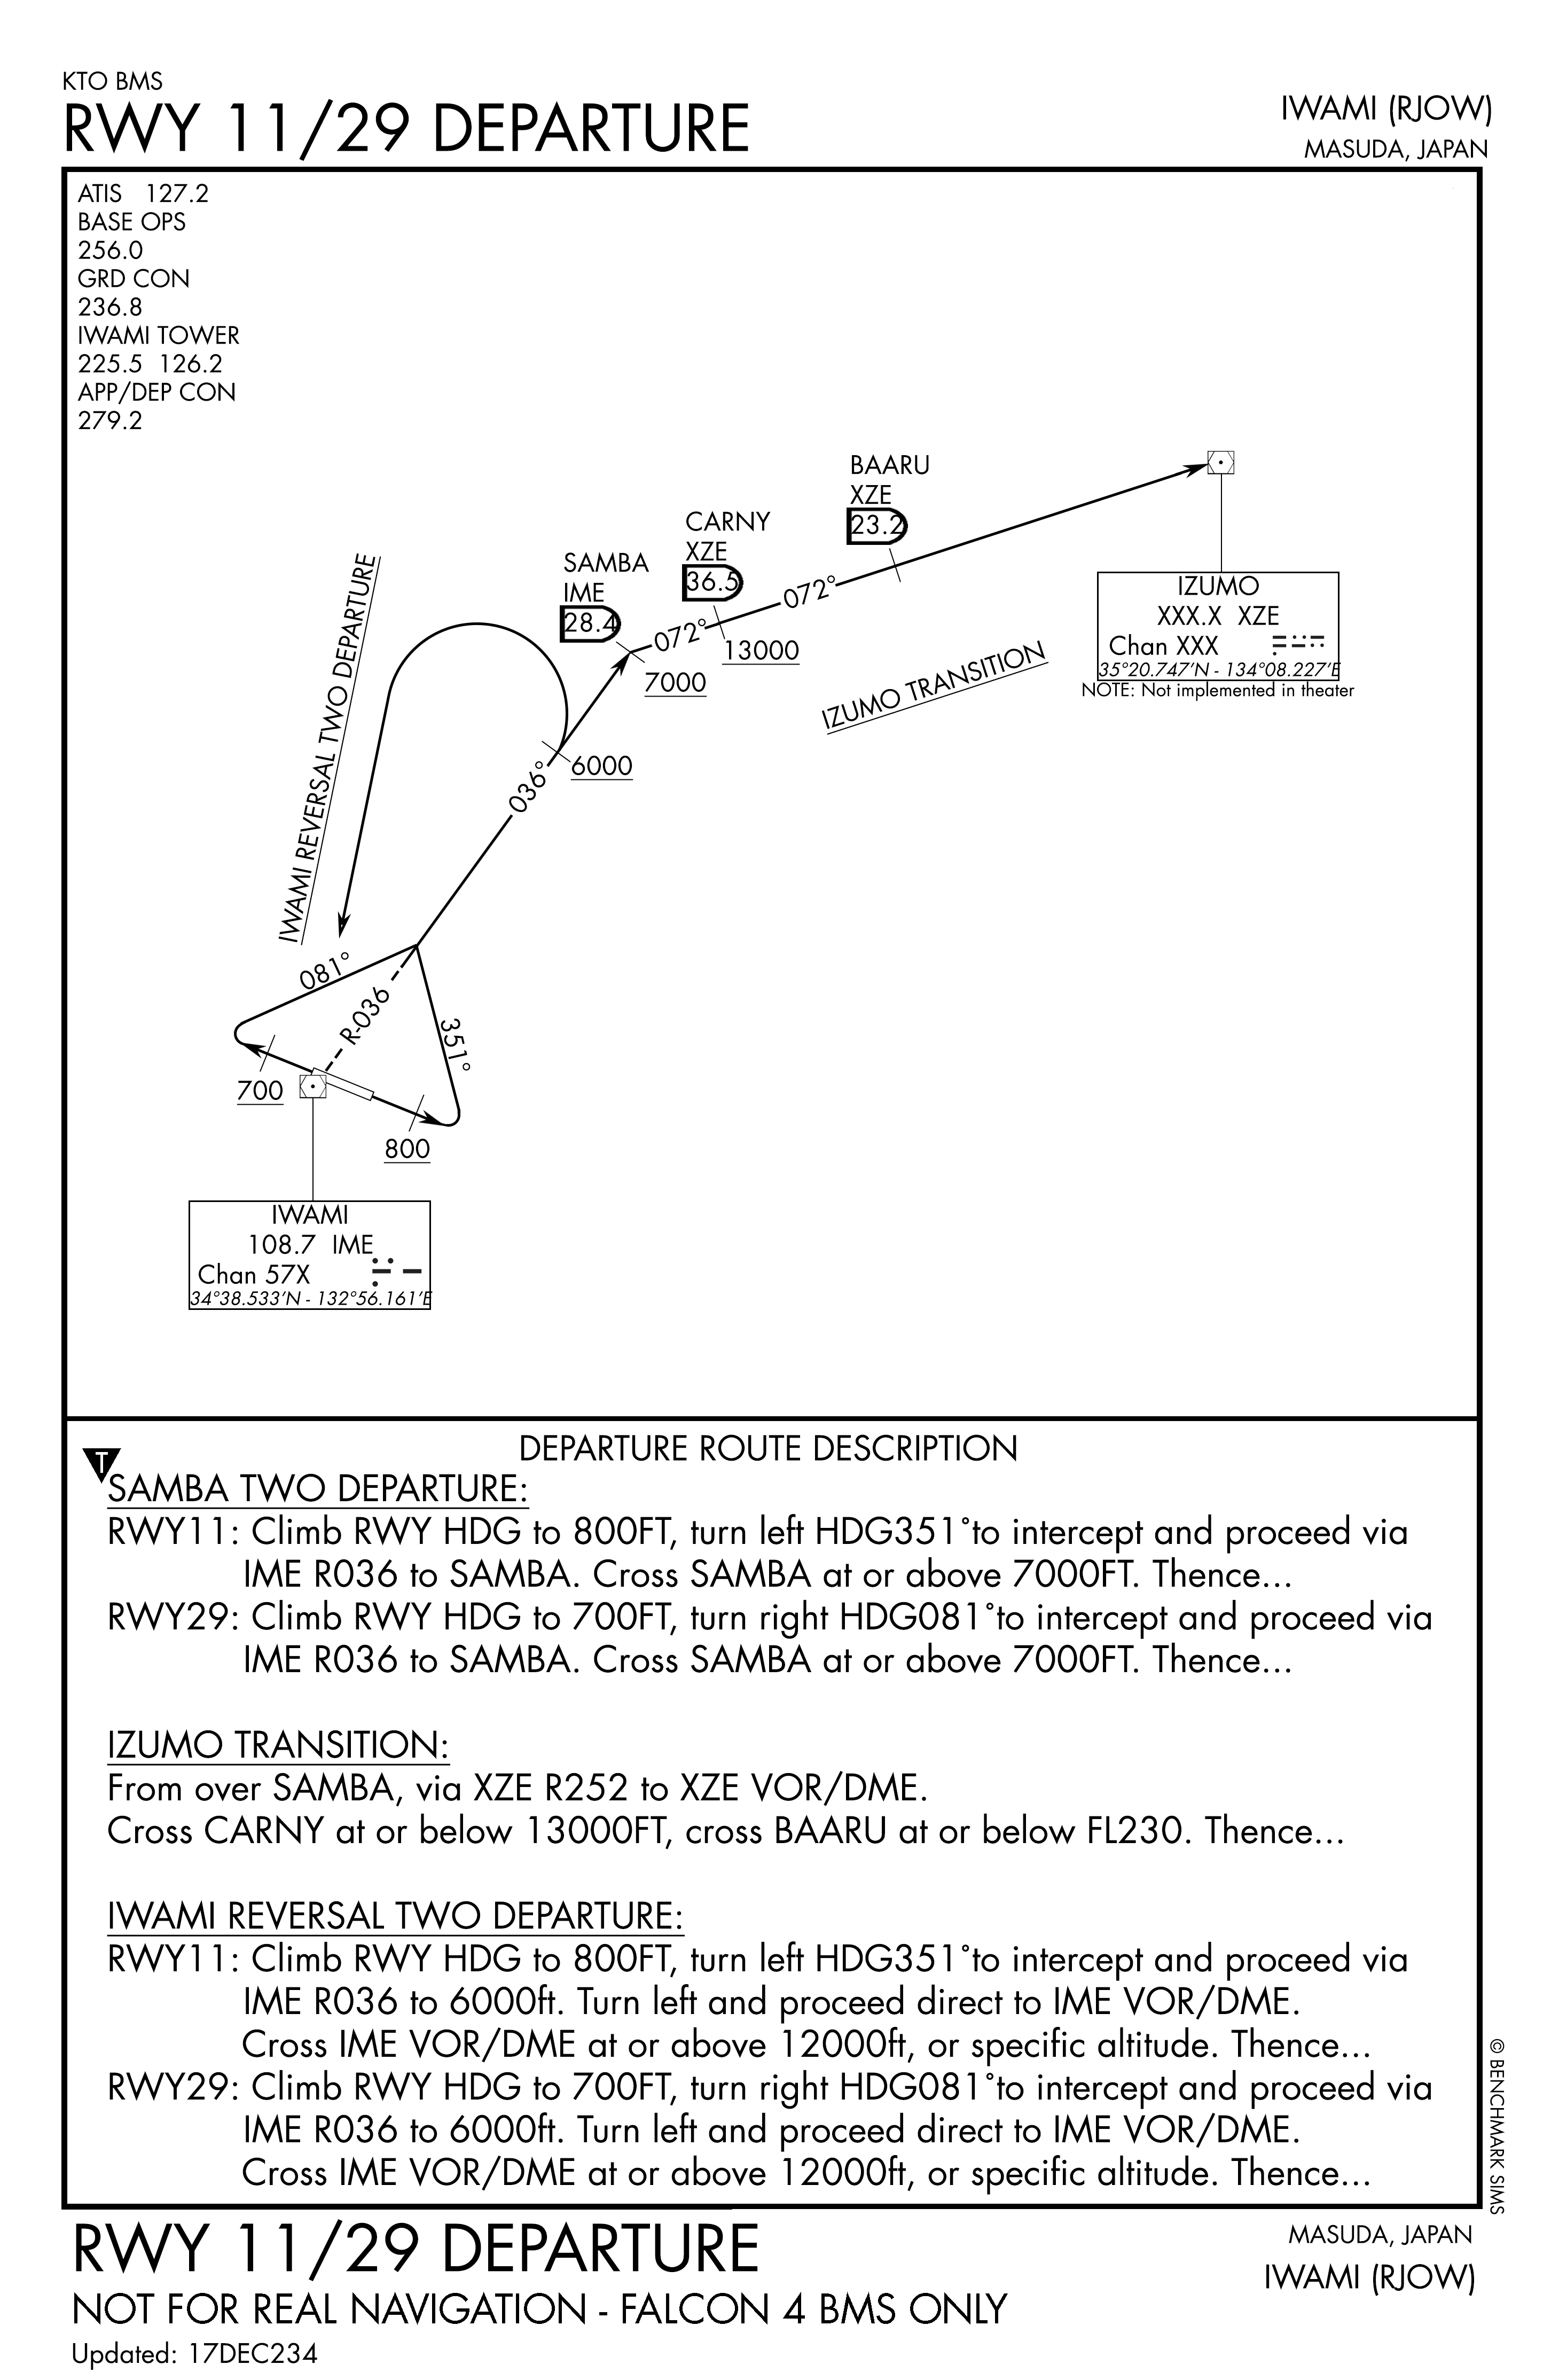 KTO BMS
RWY 11/29 DEPARTURE
IWAMI (RJOW)
MASUDA, JAPAN
ATIS 127.2
BASE OPS
256.0
GRD CON
236.8
IWAMI TOWER
225.5 126.2
APP/DEP CON
279.2
BAARU
XZE
23.2
CARNY
XZE
36.5
SAMBA
IME
28.4
072°
072°
13000
7000
IZUMO
XXX.X XZE
Chan XXX
35°20.747'N - 134°08.227'E
NOTE: Not implemented in theater
IZUMO TRANSITION
IWAMI REVERSAL TWO DEPARTURE
6000
036°
081°
R-036
351°
700
800
IWAMI
108.7 IME
Chan 57X
34°38.533'N - 132°56.161'E
T
DEPARTURE ROUTE DESCRIPTION
SAMBA TWO DEPARTURE:
RWY11: Climb RWY HDG to 800FT, turn left HDG351°to intercept and proceed via
IME R036 to SAMBA. Cross SAMBA at or above 7000FT. Thence...
RWY29: Climb RWY HDG to 700FT, turn right HDG081°to intercept and proceed via
IME R036 to SAMBA. Cross SAMBA at or above 7000FT. Thence...
IZUMO TRANSITION:
From over SAMBA, via XZE R252 to XZE VOR/DME.
Cross CARNY at or below 13000FT, cross BAARU at or below FL230. Thence...
IWAMI REVERSAL TWO DEPARTURE:
RWY11: Climb RWY HDG to 800FT, turn left HDG351°to intercept and proceed via
IME R036 to 6000ft. Turn left and proceed direct to IME VOR/DME.
Cross IME VOR/DME at or above 12000ft, or specific altitude. Thence...
RWY29: Climb RWY HDG to 700FT, turn right HDG081°to intercept and proceed via
IME R036 to 6000ft. Turn left and proceed direct to IME VOR/DME.
Cross IME VOR/DME at or above 12000ft, or specific altitude. Thence...
© BENCHMARK SIMS
RWY 11/29 DEPARTURE
MASUDA, JAPAN
IWAMI (RJOW)
NOT FOR REAL NAVIGATION - FALCON 4 BMS ONLY
Updated: 17DEC234